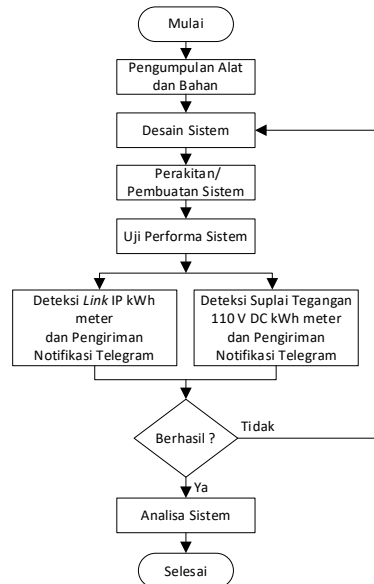 Mulai
Pengumpulan Alat
dan Bahan
Desain Sistem
Perakitan/
Pembuatan Sistem
Uji Performa Sistem
Deteksi Link IP kWh
meter
dan Pengiriman
Notifikasi Telegram
Deteksi Suplai Tegangan
110 V DC kWh meter
dan Pengiriman
Notifikasi Telegram
Berhasil ?
Tidak
Ya
Analisa Sistem
Selesai